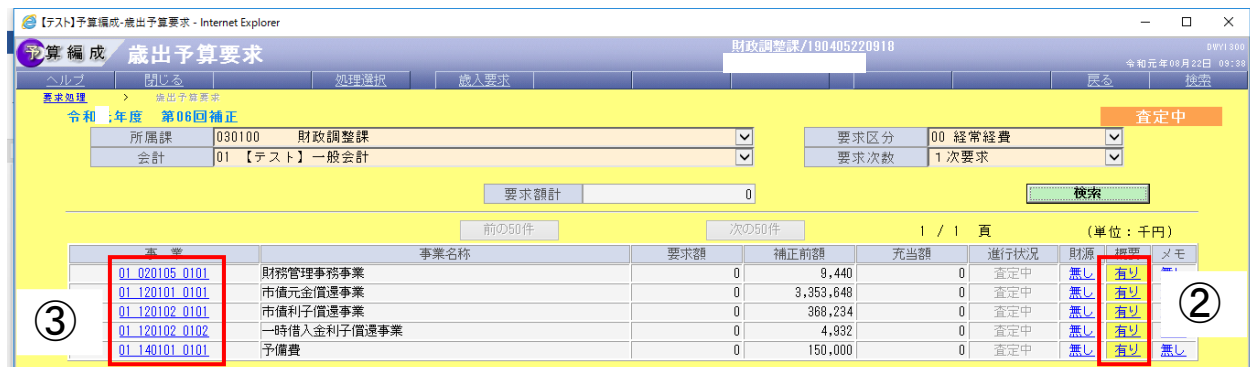 【テスト】予算編成-歳出予算要求 - Internet Explorer
予算編成 歳出予算要求 財政調整課/190405220918 DWYI300
令和元年08月22日 09:38
ヘルプ 閉じる 処理選択 歳入要求 戻る 検索
要求処理 > 歳出予算要求
令和 年度 第06回補正 査定中
所属課 030100 財政調整課 要求区分 00 経常経費
会計 01 【テスト】一般会計 要求次数 1次要求
要求額計 0 検索
前の50件 次の50件 1 / 1 頁 (単位:千円)
事 業 事業名称 要求額 補正前額 充当額 進行状況 財源 概要 メモ
01 020105 0101 財務管理事務事業 0 9,440 0 査定中 無し 有り
01 120101 0101 市債元金償還事業 0 3,353,648 0 査定中 無し 有り
01 120102 0101 市債利子償還事業 0 368,234 0 査定中 無し 有り
01 120102 0102 一時借入金利子償還事業 0 4,932 0 査定中 無し 有り
01 140101 0101 予備費 0 150,000 0 査定中 無し 有り 無し
③ ②